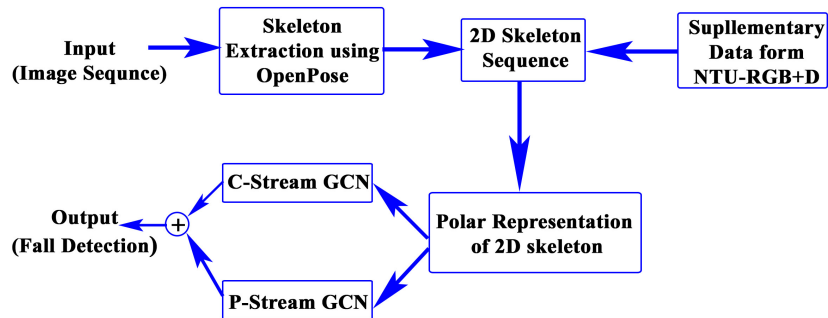 Input
(Image Sequnce)
Skeleton
Extraction using
OpenPose
2D Skeleton
Sequence
Supllementary
Data form
NTU-RGB+D
C-Stream GCN
Output
(Fall Detection)
+
Polar Representation
of 2D skeleton
P-Stream GCN